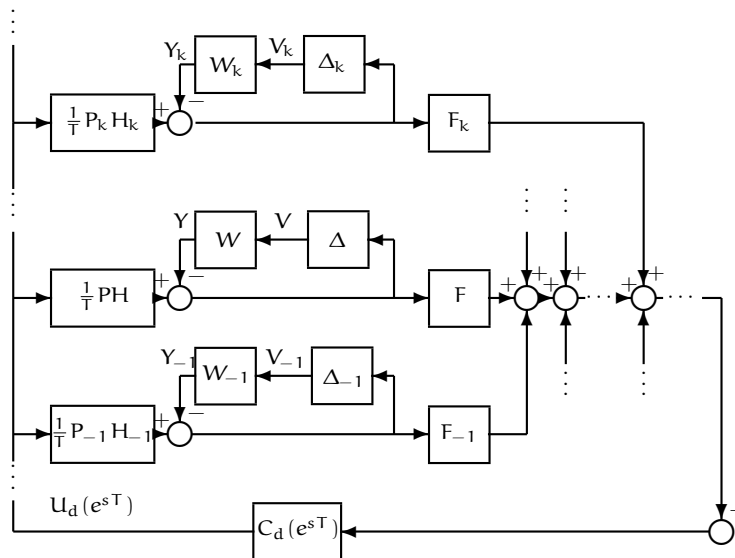 Y_k
W_k
V_k
Δ_k
−
+
1/T P_k H_k
F_k
+
Y
W
V
Δ
−
+
1/T PH
F
+
+
+
+
+
+
Y_{−1}
W_{−1}
V_{−1}
Δ_{−1}
−
+
1/T P_{−1} H_{−1}
F_{−1}
U_d(e^{sT})
C_d(e^{sT})